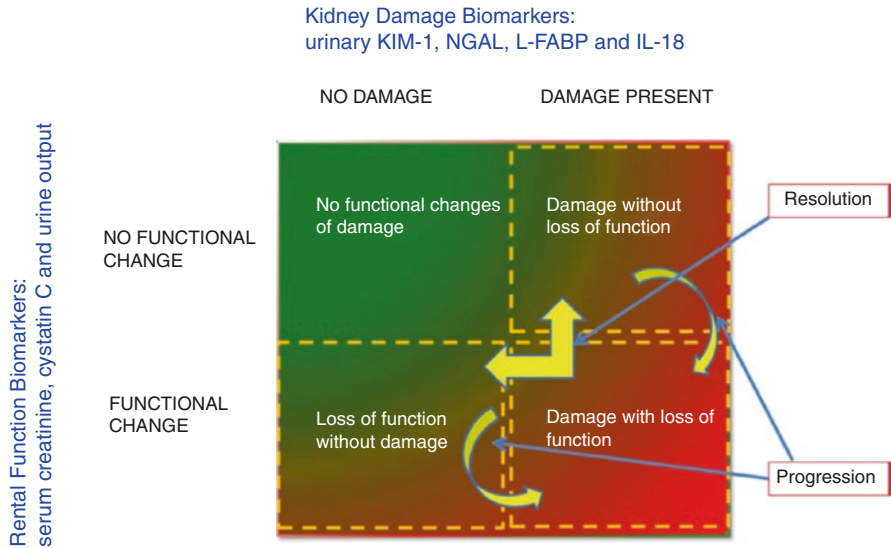 Kidney Damage Biomarkers:
urinary KIM-1, NGAL, L-FABP and IL-18
NO DAMAGE
DAMAGE PRESENT
Rental Function Biomarkers:
serum creatinine, cystatin C and urine output
NO FUNCTIONAL
CHANGE
No functional changes
of damage
Damage without
loss of function
Resolution
FUNCTIONAL
CHANGE
Loss of function
without damage
Damage with loss of
function
Progression